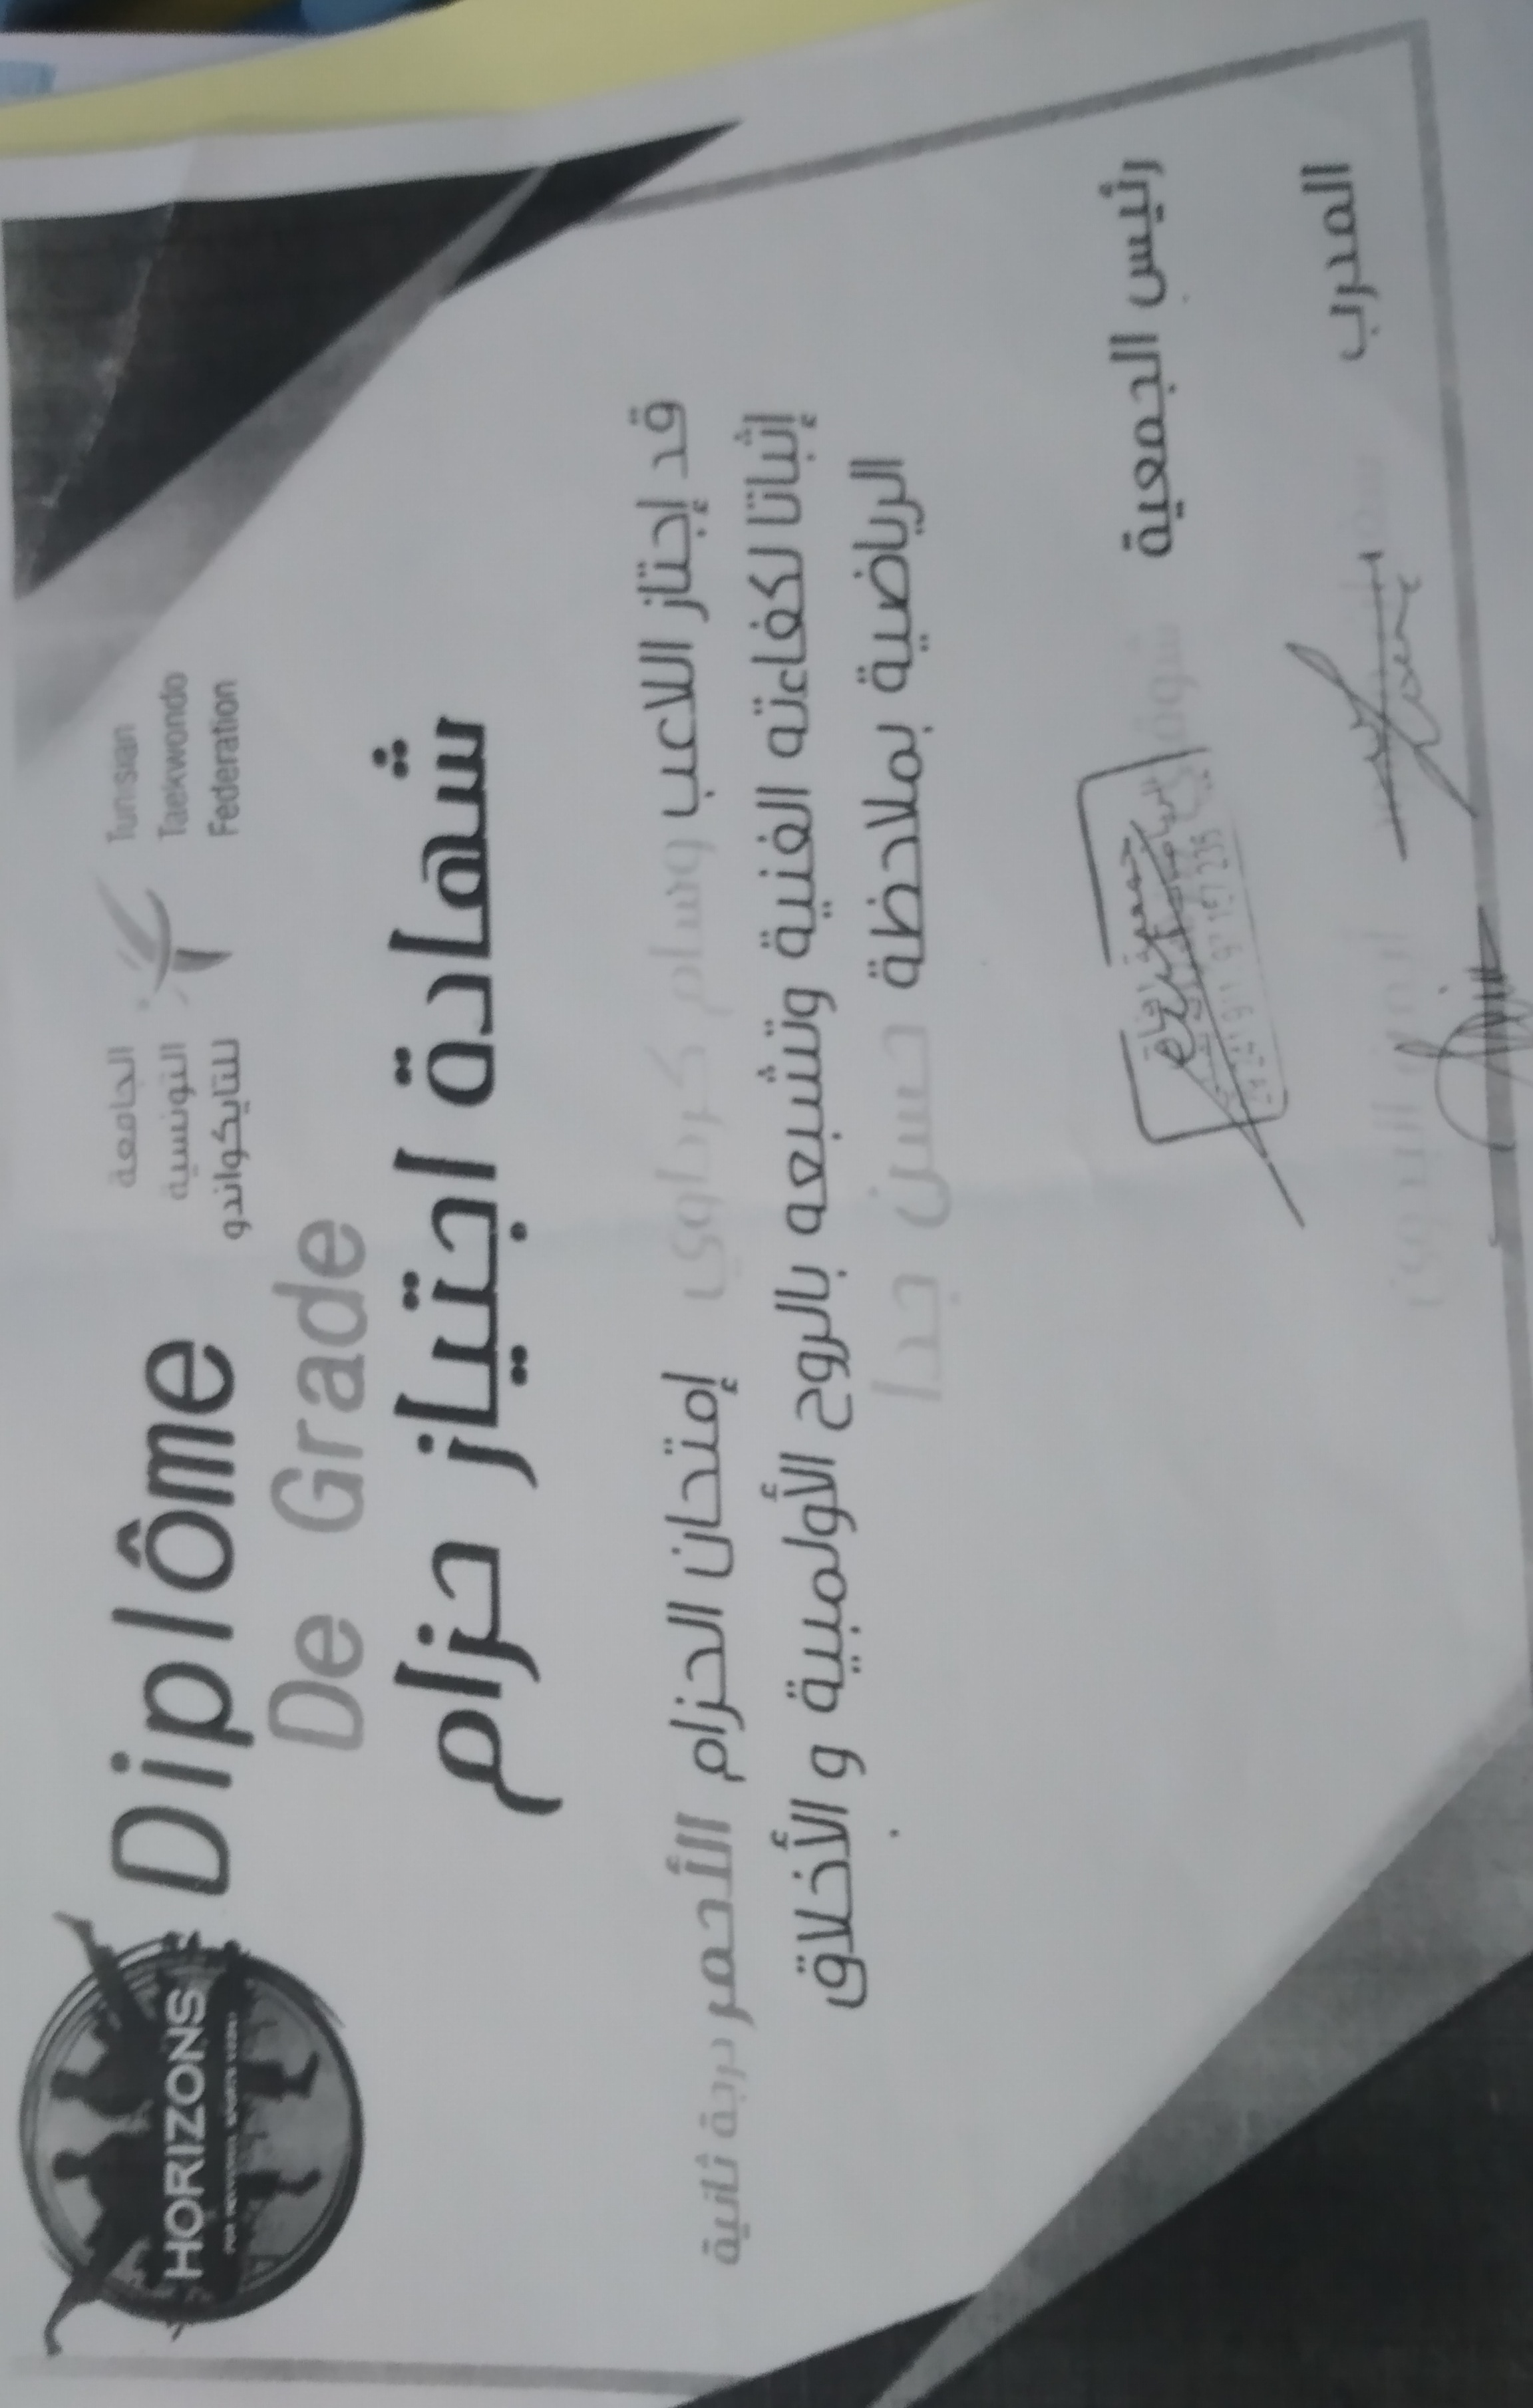 HORIZONS
Diplôme
De Grade
الجامعة
التونسية
للتايكواندو
Tunisian
Taekwondo
Federation
شهادة اجتياز حزام
قد إجتاز اللاعب وسام كداوي إمتحان الحزام الأحمر درجة ثانية
إثباتا لكفاءته الفنية وتشبعه بالروح الأولمبية و الأخلاق
الرياضية بملاحظة حسن جدا
رئيس الجمعية
المدرب